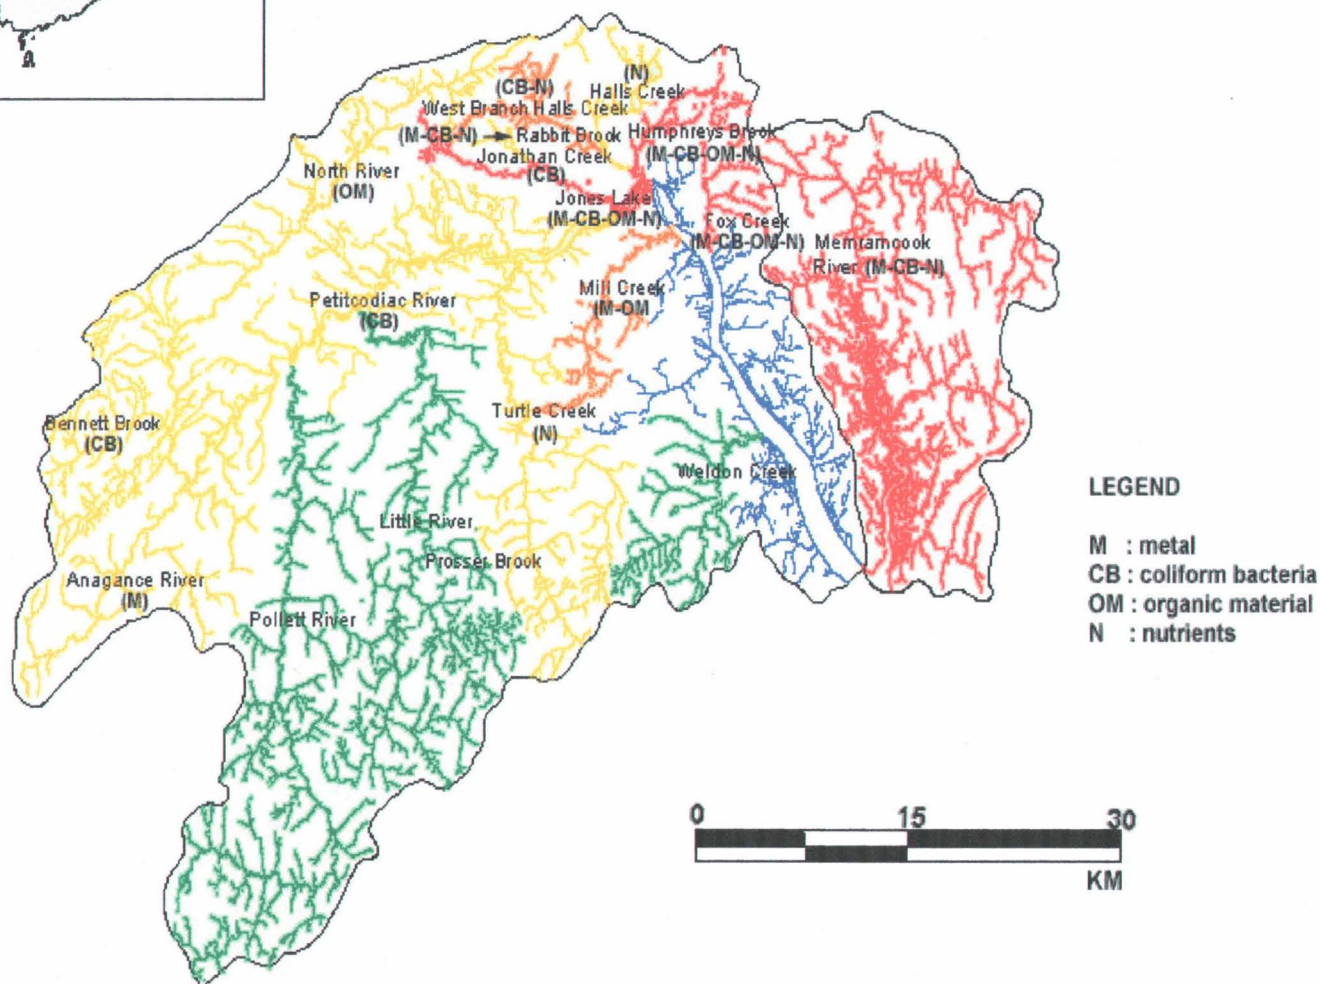 (N)
(CB-N)
Halls Creek
West Branch Halls Creek
(M-CB-N) → Rabbit Brook
Humphreys Brook
(M-CB-OM-N)
Jonathan Creek
(CB)
North River
(OM)
Jones Lake
(M-CB-OM-N)
Fox Creek
(M-CB-OM-N)
Memramcook
River (M-CB-N)
Mill Creek
(M-OM
Petitcodiac River
(CB)
Turtle Creek
(N)
Bennett Brook
(CB)
Weldon Creek
Little River
Prosser Brook
Anagance River
(M)
Pollett River
LEGEND
M : metal
CB : coliform bacteria
OM : organic material
N : nutrients
0 15 30
KM